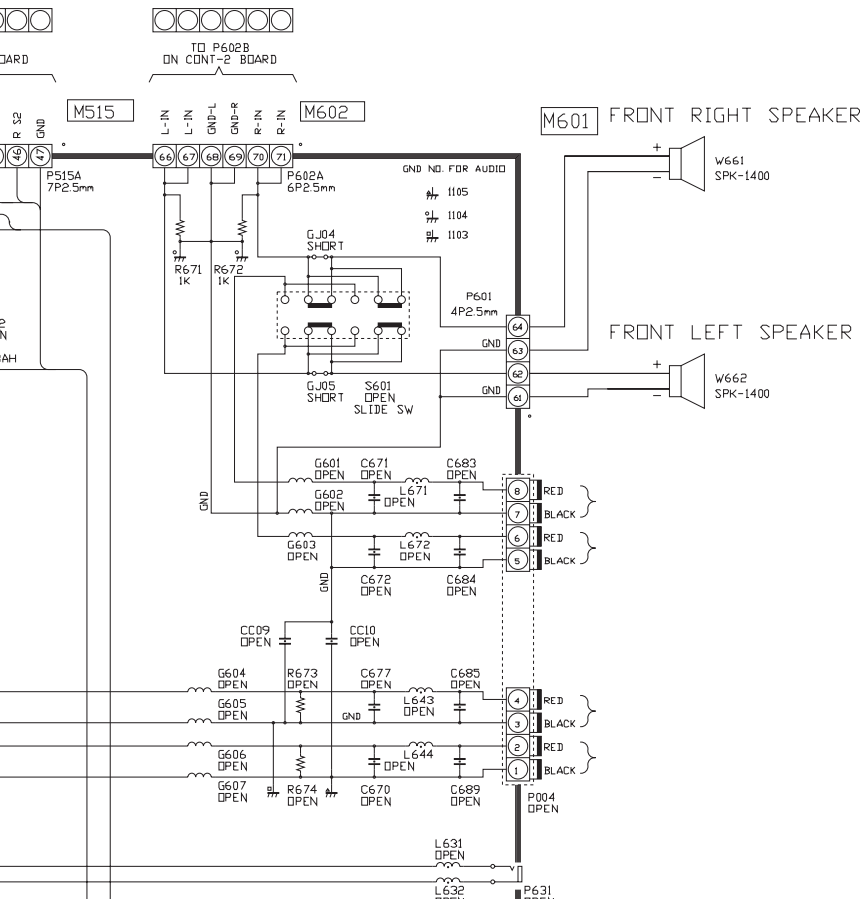 TO P602B
ON CONT-2 BOARD
M515
M602
M601
FRONT RIGHT SPEAKER
R S2
GND
L-IN
L-IN
GND-L
GND-R
R-IN
R-IN
46
47
66
67
68
69
70
71
P515A
7P2.5mm
P602A
6P2.5mm
GND NO. FOR AUDIO
1105
1104
1103
+
−
W661
SPK-1400
R671
1K
R672
1K
GJ04
SHORT
P601
4P2.5mm
64
GND
63
62
GND
61
FRONT LEFT SPEAKER
+
−
W662
SPK-1400
GJ05
SHORT
S601
OPEN
SLIDE SW
GND
G601
OPEN
C671
OPEN
L671
OPEN
C683
OPEN
G602
OPEN
8
RED
7
BLACK
6
RED
5
BLACK
G603
OPEN
L672
OPEN
GND
C672
OPEN
C684
OPEN
CC09
OPEN
CC10
OPEN
G604
OPEN
R673
OPEN
C677
OPEN
C685
OPEN
G605
OPEN
L643
OPEN
GND
4
RED
3
BLACK
2
RED
1
BLACK
G606
OPEN
L644
OPEN
G607
OPEN
R674
OPEN
C670
OPEN
C689
OPEN
P004
OPEN
L631
OPEN
L632
P631